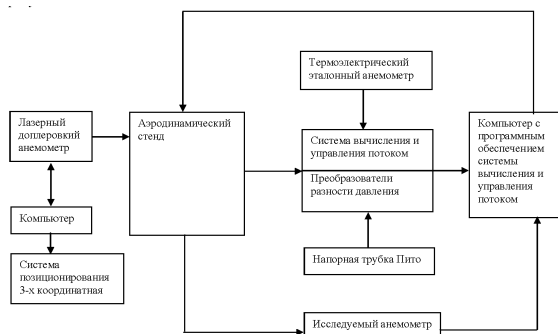 Термоэлектрический
эталонный анемометр
Лазерный
доплеровкий
анемометр
Аэродинамический
стенд
Система вычисления и
управления потоком
Преобразователи
разности давления
Компьютер с
программным
обеспечением
системы
вычисления и
управления
потоком
Компьютер
Система
позиционирования
3-х координатная
Напорная трубка Пито
Исследуемый анемометр